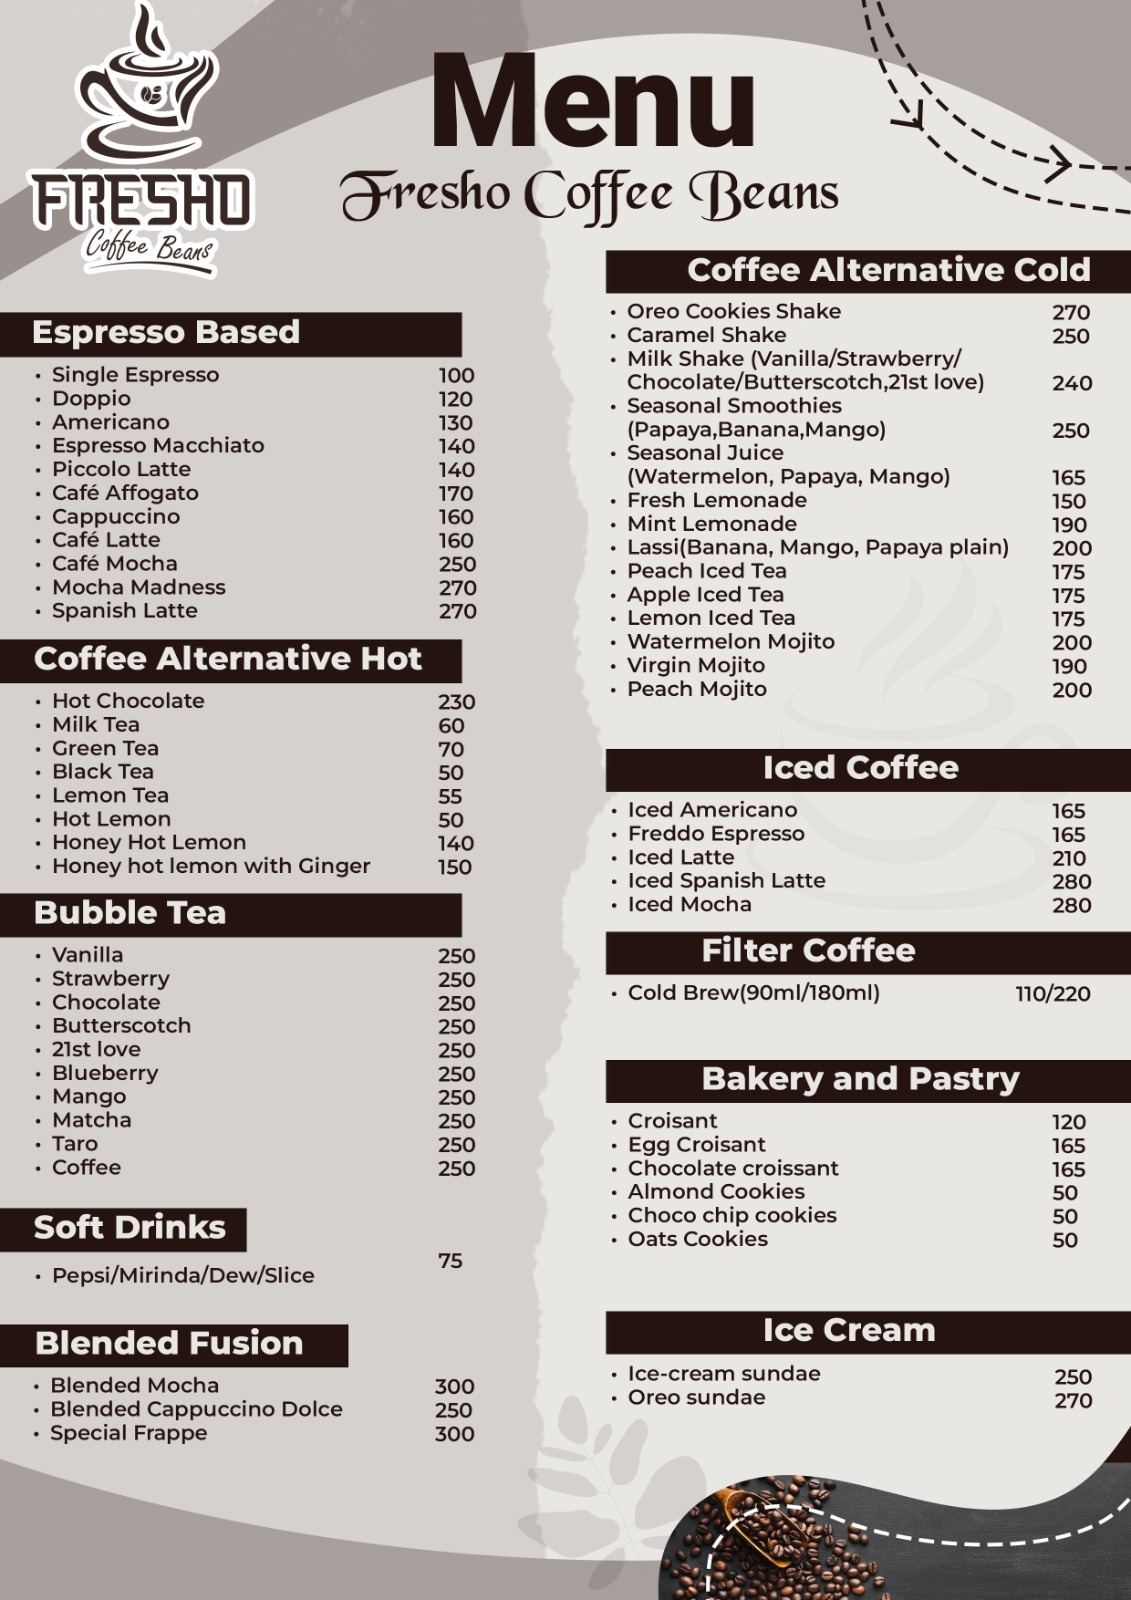 FRESHO
Coffee Beans
Menu
Fresho Coffee Beans
Espresso Based
• Single Espresso 100
• Doppio 120
• Americano 130
• Espresso Macchiato 140
• Piccolo Latte 140
• Café Affogato 170
• Cappuccino 160
• Café Latte 160
• Café Mocha 250
• Mocha Madness 270
• Spanish Latte 270
Coffee Alternative Hot
• Hot Chocolate 230
• Milk Tea 60
• Green Tea 70
• Black Tea 50
• Lemon Tea 55
• Hot Lemon 50
• Honey Hot Lemon 140
• Honey hot lemon with Ginger 150
Bubble Tea
• Vanilla 250
• Strawberry 250
• Chocolate 250
• Butterscotch 250
• 21st love 250
• Blueberry 250
• Mango 250
• Matcha 250
• Taro 250
• Coffee 250
Soft Drinks
• Pepsi/Mirinda/Dew/Slice 75
Blended Fusion
• Blended Mocha 300
• Blended Cappuccino Dolce 250
• Special Frappe 300
Coffee Alternative Cold
• Oreo Cookies Shake 270
• Caramel Shake 250
• Milk Shake (Vanilla/Strawberry/
Chocolate/Butterscotch,21st love) 240
• Seasonal Smoothies
(Papaya,Banana,Mango) 250
• Seasonal Juice
(Watermelon, Papaya, Mango) 165
• Fresh Lemonade 150
• Mint Lemonade 190
• Lassi(Banana, Mango, Papaya plain) 200
• Peach Iced Tea 175
• Apple Iced Tea 175
• Lemon Iced Tea 175
• Watermelon Mojito 200
• Virgin Mojito 190
• Peach Mojito 200
Iced Coffee
• Iced Americano 165
• Freddo Espresso 165
• Iced Latte 210
• Iced Spanish Latte 280
• Iced Mocha 280
Filter Coffee
• Cold Brew(90ml/180ml) 110/220
Bakery and Pastry
• Croisant 120
• Egg Croisant 165
• Chocolate croissant 165
• Almond Cookies 50
• Choco chip cookies 50
• Oats Cookies 50
Ice Cream
• Ice-cream sundae 250
• Oreo sundae 270